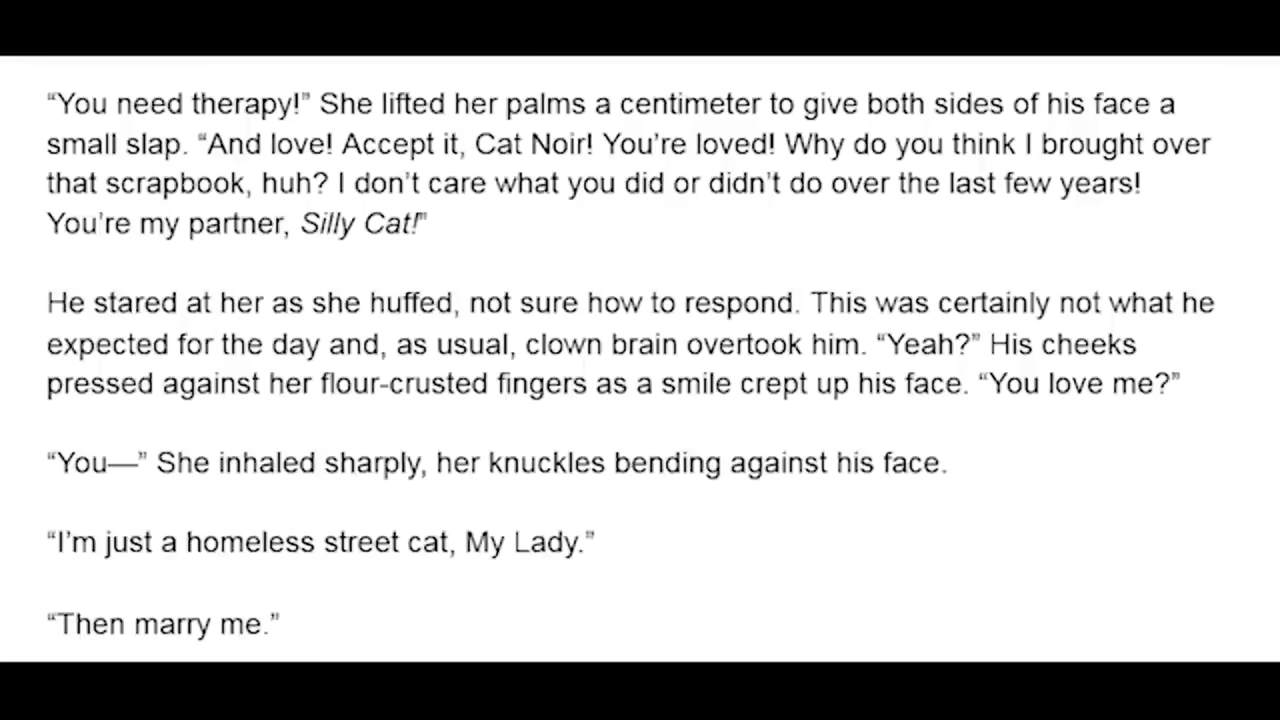 “You need therapy!” She lifted her palms a centimeter to give both sides of his face a
small slap. “And love! Accept it, Cat Noir! You’re loved! Why do you think I brought over
that scrapbook, huh? I don’t care what you did or didn’t do over the last few years!
You’re my partner, Silly Cat!”
He stared at her as she huffed, not sure how to respond. This was certainly not what he
expected for the day and, as usual, clown brain overtook him. “Yeah?” His cheeks
pressed against her flour-crusted fingers as a smile crept up his face. “You love me?”
“You—” She inhaled sharply, her knuckles bending against his face.
“I’m just a homeless street cat, My Lady.”
“Then marry me.”